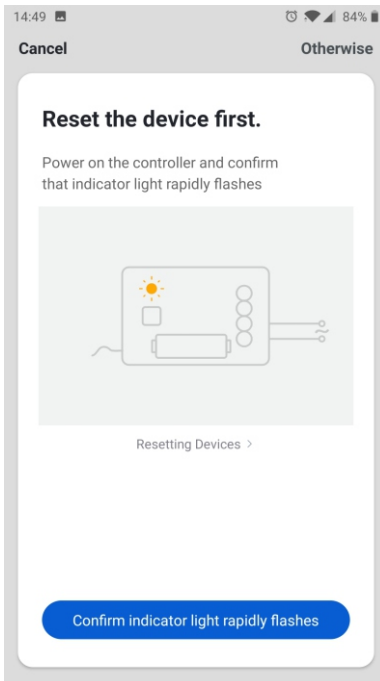 14:49 84%
Cancel Otherwise
Reset the device first.
Power on the controller and confirm
that indicator light rapidly flashes
Resetting Devices >
Confirm indicator light rapidly flashes